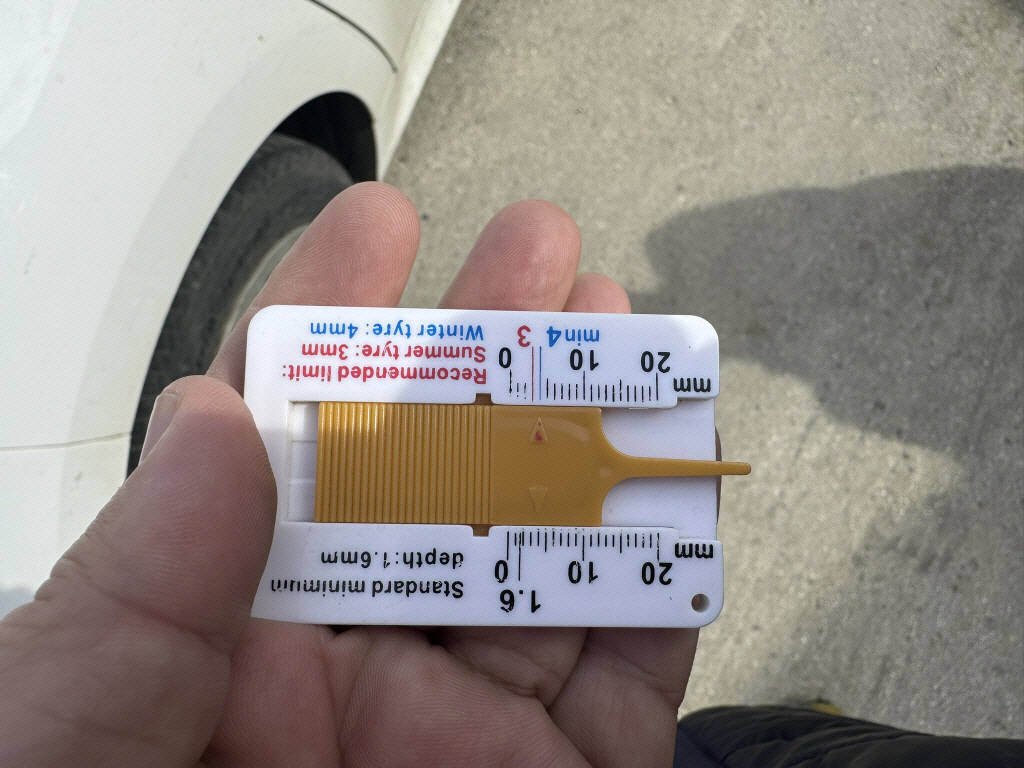 mm
20 10 1.6
0
Standard minimum
depth:1.6mm
mm
20 10 0
min4 3
Recommended limit:
Summer tyre: 3mm
Winter tyre: 4mm